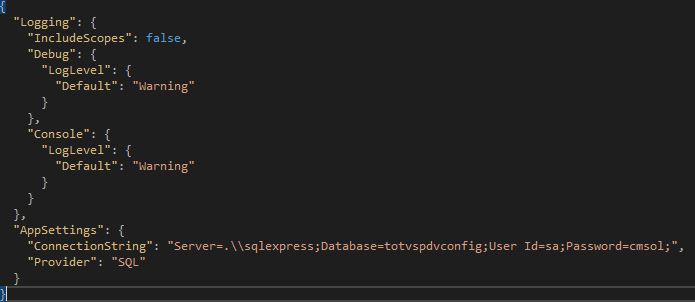 {
  "Logging": {
    "IncludeScopes": false,
    "Debug": {
      "LogLevel": {
        "Default": "Warning"
      }
    },
    "Console": {
      "LogLevel": {
        "Default": "Warning"
      }
    }
  },
  "AppSettings": {
    "ConnectionString": "Server=.\\sqlexpress;Database=totvspdvconfig;User Id=sa;Password=cmsol;",
    "Provider": "SQL"
  }
}